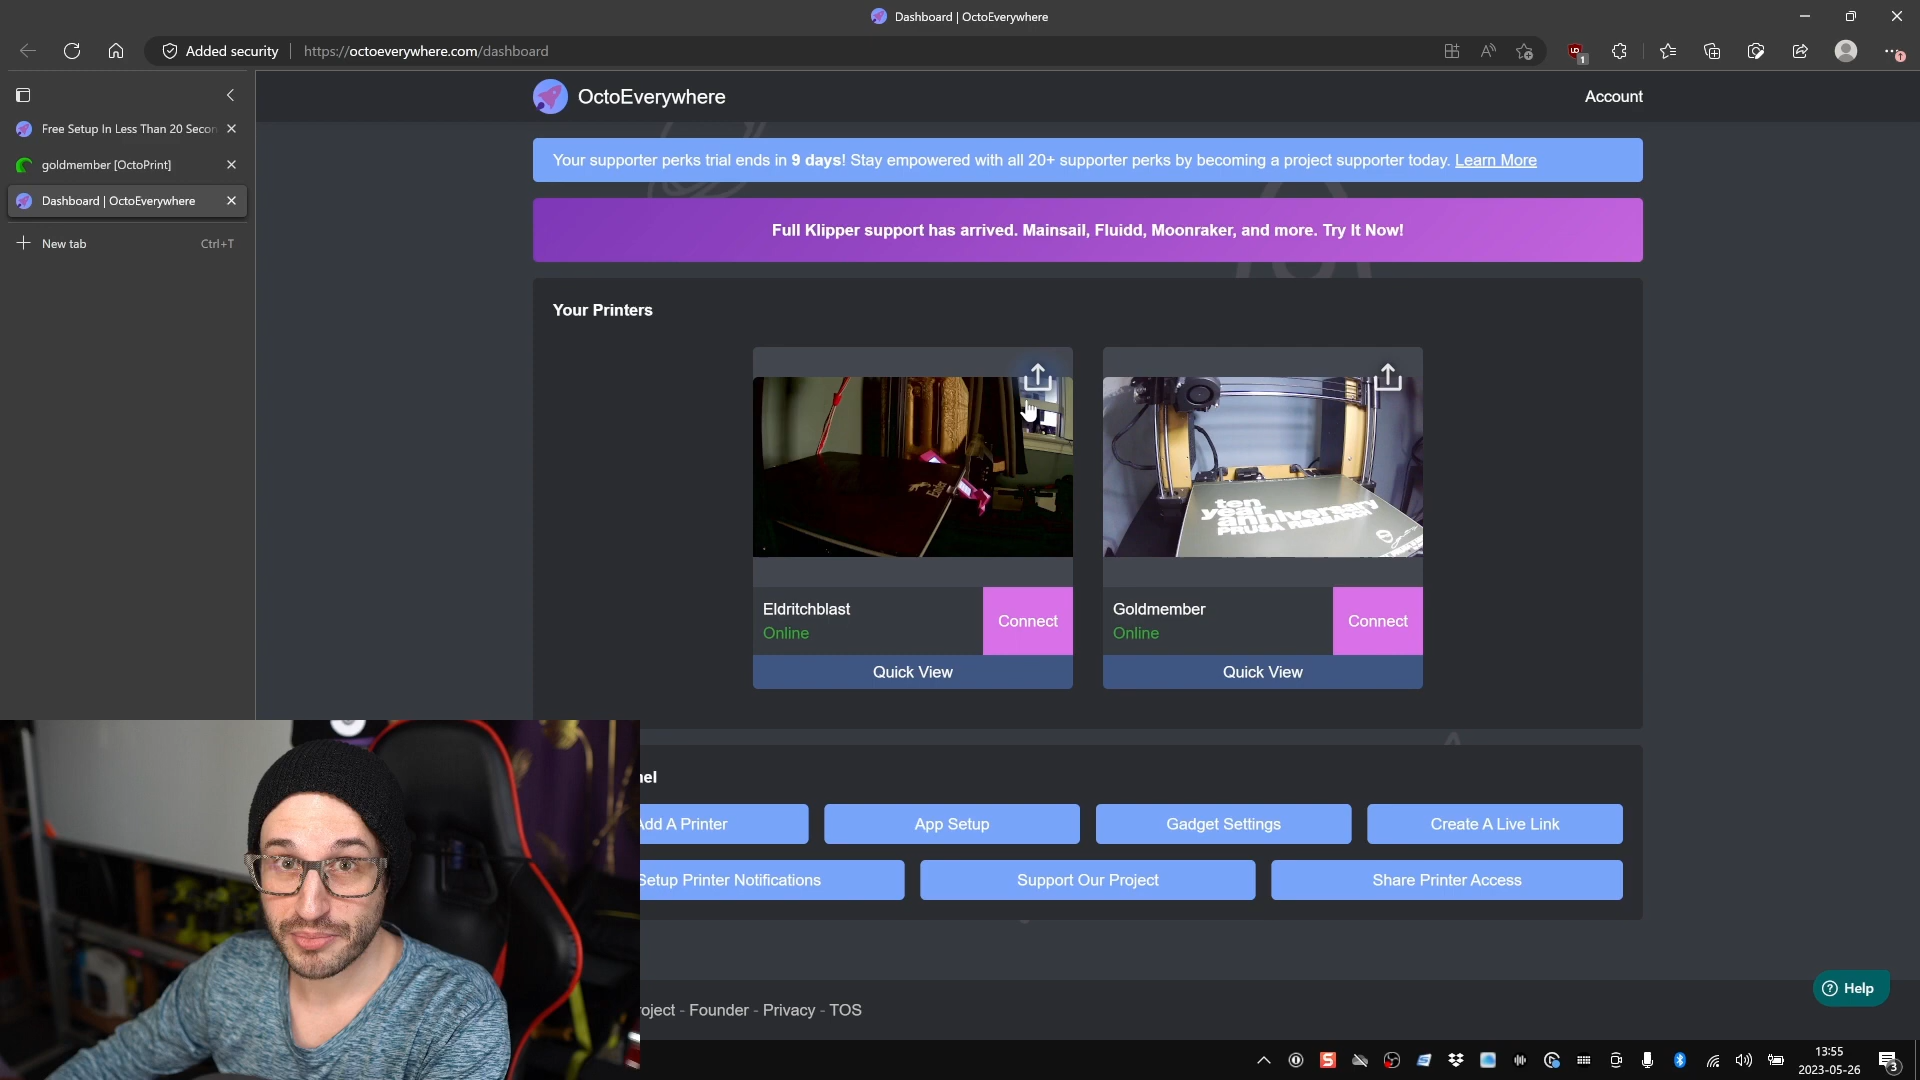 Dashboard | OctoEverywhere
Added security
https://octoeverywhere.com/dashboard
1
Free Setup In Less Than 20 Secon
goldmember [OctoPrint]
Dashboard | OctoEverywhere
New tab
Ctrl+T
OctoEverywhere
Account
Your supporter perks trial ends in 9 days! Stay empowered with all 20+ supporter perks by becoming a project supporter today. Learn More
Full Klipper support has arrived. Mainsail, Fluidd, Moonraker, and more. Try It Now!
Your Printers
ten
year
anniversary
PRUSA RESEARCH
Eldritchblast
Online
Connect
Quick View
Goldmember
Online
Connect
Quick View
nel
Add A Printer
App Setup
Gadget Settings
Create A Live Link
Setup Printer Notifications
Support Our Project
Share Printer Access
roject - Founder - Privacy - TOS
Help
13:55
2023-05-26
3